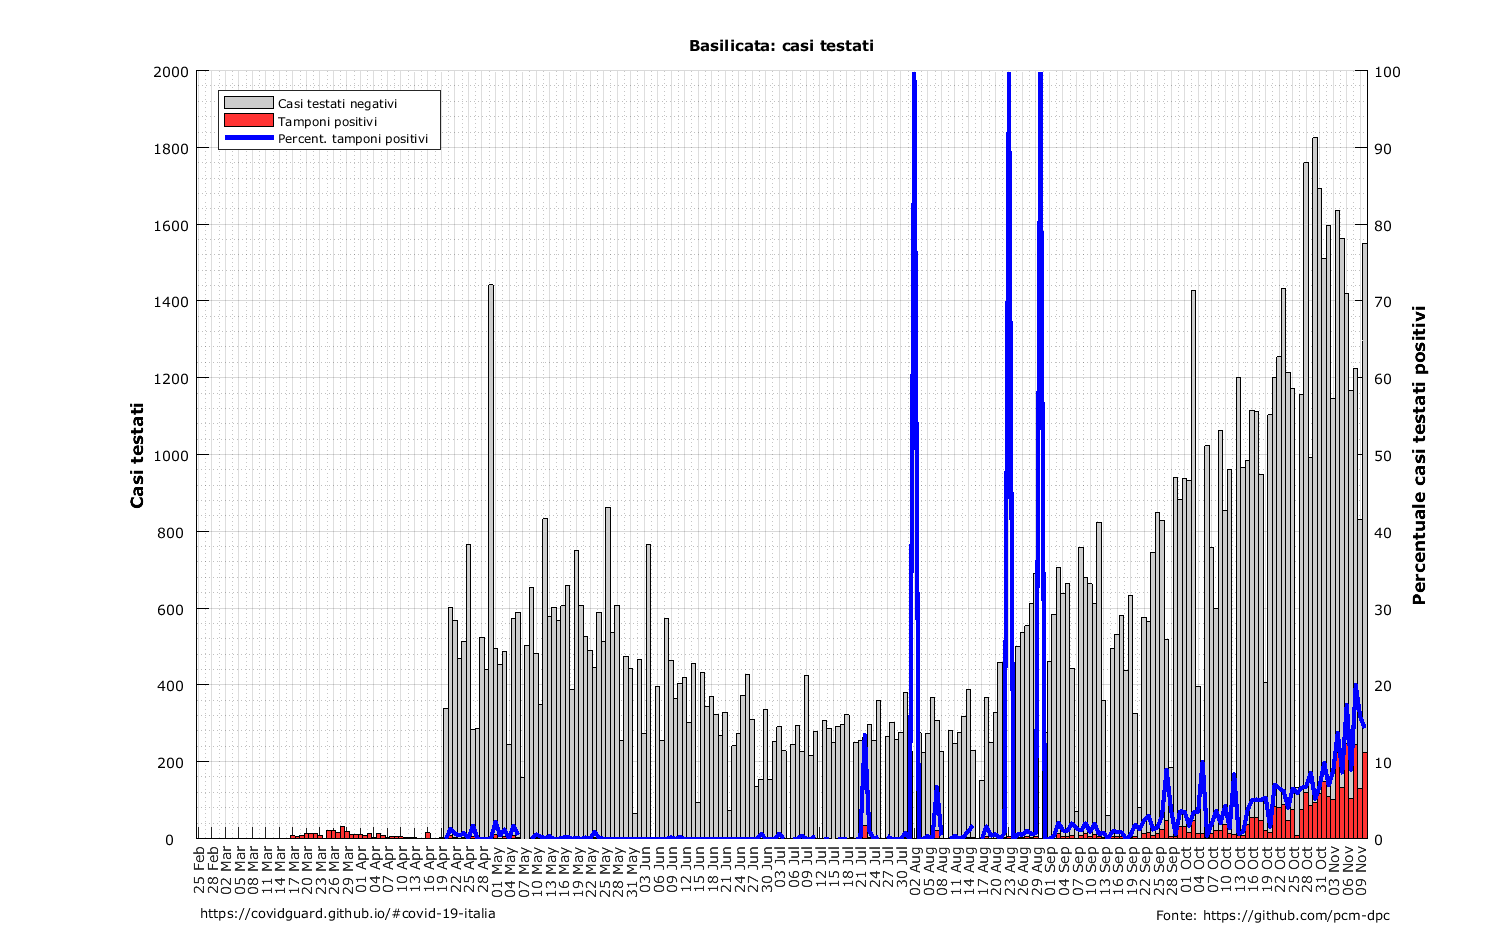 Basilicata: casi testati
Casi testati negativi
Tamponi positivi
Percent. tamponi positivi
Casi testati
2000
1800
1600
1400
1200
1000
800
600
400
200
0
100
90
80
70
60
50
40
30
20
10
0
Percentuale casi testati positivi
25 Feb
28 Feb
02 Mar
05 Mar
08 Mar
11 Mar
14 Mar
17 Mar
20 Mar
23 Mar
26 Mar
29 Mar
01 Apr
04 Apr
07 Apr
10 Apr
13 Apr
16 Apr
19 Apr
22 Apr
25 Apr
28 Apr
01 May
04 May
07 May
10 May
13 May
16 May
19 May
22 May
25 May
28 May
31 May
03 Jun
06 Jun
09 Jun
12 Jun
15 Jun
18 Jun
21 Jun
24 Jun
27 Jun
30 Jun
03 Jul
06 Jul
09 Jul
12 Jul
15 Jul
18 Jul
21 Jul
24 Jul
27 Jul
30 Jul
02 Aug
05 Aug
08 Aug
11 Aug
14 Aug
17 Aug
20 Aug
23 Aug
26 Aug
29 Aug
01 Sep
04 Sep
07 Sep
10 Sep
13 Sep
16 Sep
19 Sep
22 Sep
25 Sep
28 Sep
01 Oct
04 Oct
07 Oct
10 Oct
13 Oct
16 Oct
19 Oct
22 Oct
25 Oct
28 Oct
31 Oct
03 Nov
06 Nov
09 Nov
https://covidguard.github.io/#covid-19-italia
Fonte: https://github.com/pcm-dpc